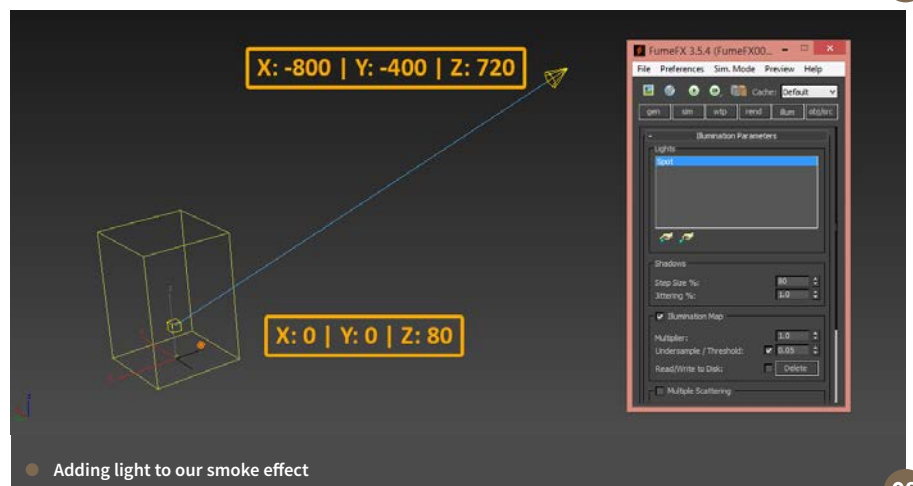 X: -800 | Y: -400 | Z: 720
X: 0 | Y: 0 | Z: 80
FumeFX 3.5.4 (FumeFX00...
File Preferences Sim. Mode Preview Help
Cache: Default
gen sim wtp rend illum obj/src
Illumination Parameters
Lights
Spot
Shadows
Step Size %: 80
Jittering %: 1.0
Illumination Map
Multiplier: 1.0
Undersample / Threshold: 0.05
Read/Write to Disk: Delete
Multiple Scattering
Adding light to our smoke effect